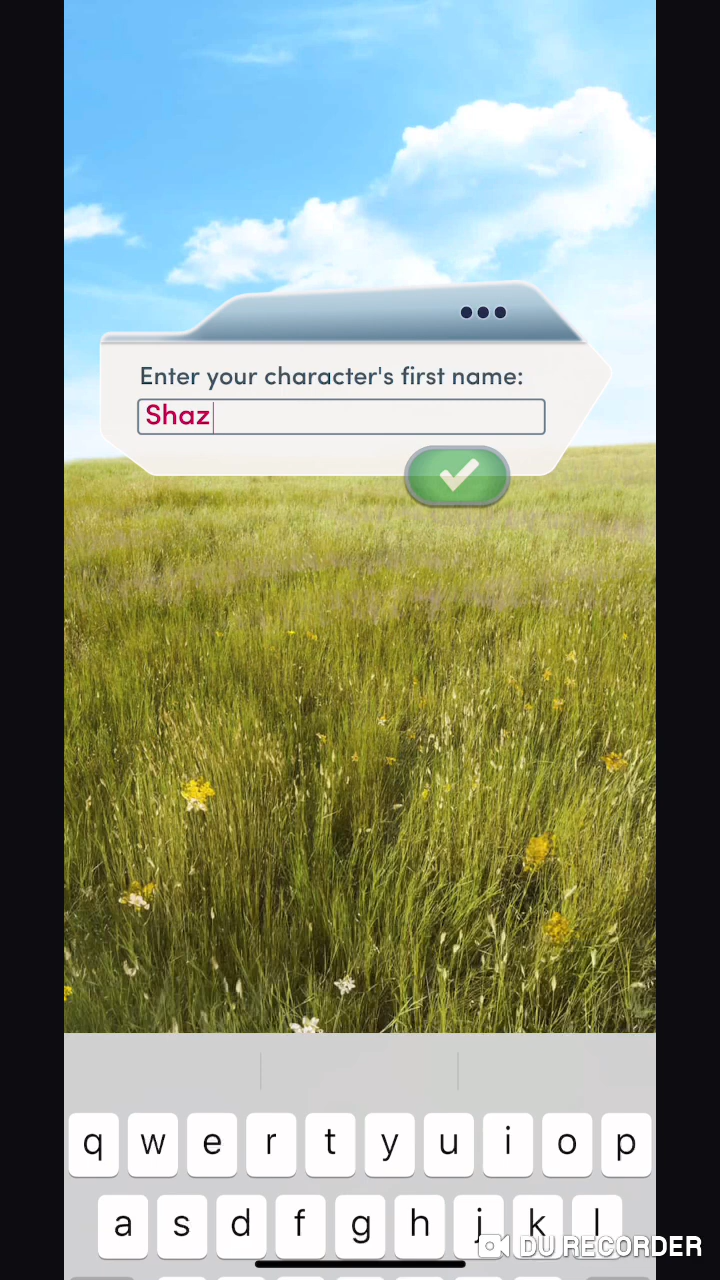 Enter your character's first name:
Shaz
q w e r t y u i o p
a s d f g h j k l
DU RECORDER